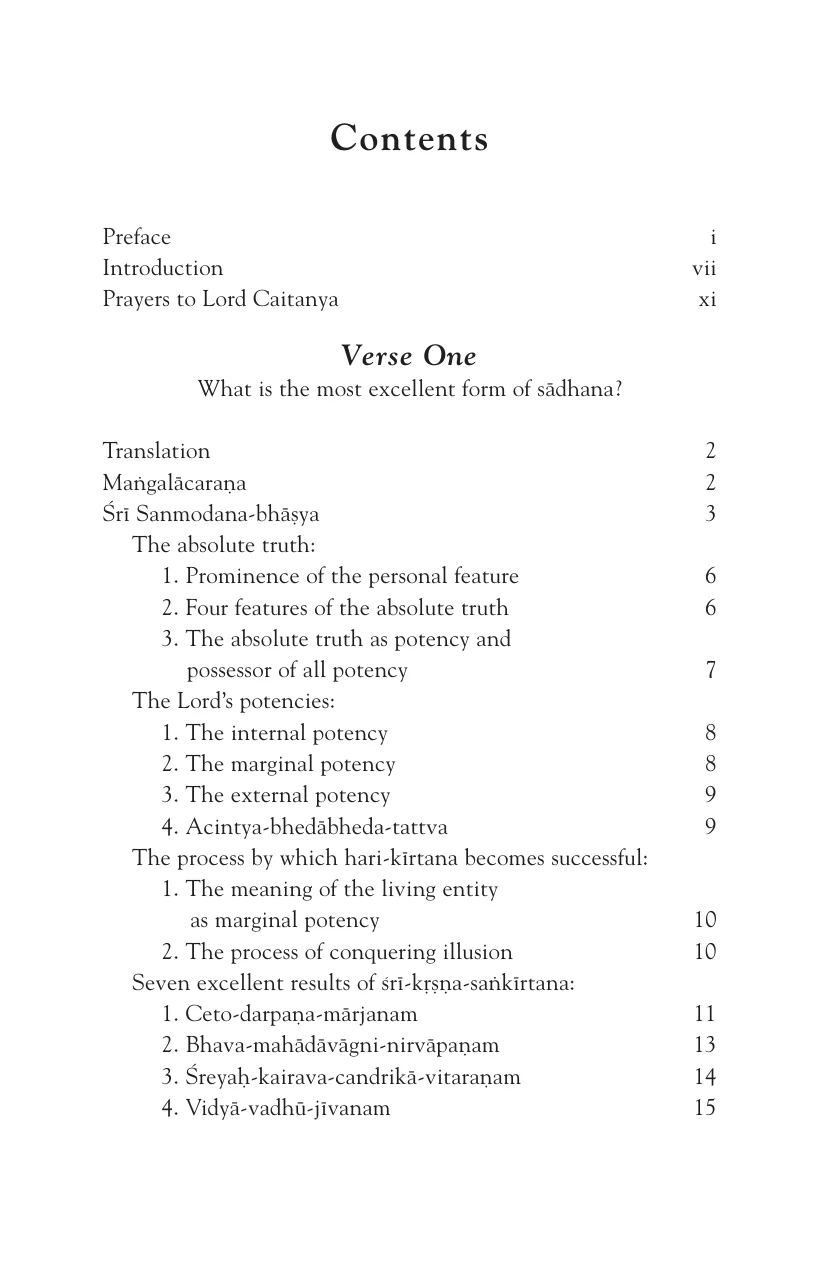 Contents
Preface i
Introduction vii
Prayers to Lord Caitanya xi
Verse One
What is the most excellent form of sādhana?
Translation 2
Maṅgalācaraṇa 2
Śrī Sanmodana-bhāṣya 3
The absolute truth:
1. Prominence of the personal feature 6
2. Four features of the absolute truth 6
3. The absolute truth as potency and
possessor of all potency 7
The Lord’s potencies:
1. The internal potency 8
2. The marginal potency 8
3. The external potency 9
4. Acintya-bhedābheda-tattva 9
The process by which hari-kīrtana becomes successful:
1. The meaning of the living entity
as marginal potency 10
2. The process of conquering illusion 10
Seven excellent results of śrī-kṛṣṇa-saṅkīrtana:
1. Ceto-darpaṇa-mārjanam 11
2. Bhava-mahādāvāgni-nirvāpaṇam 13
3. Śreyaḥ-kairava-candrikā-vitaraṇam 14
4. Vidyā-vadhū-jīvanam 15